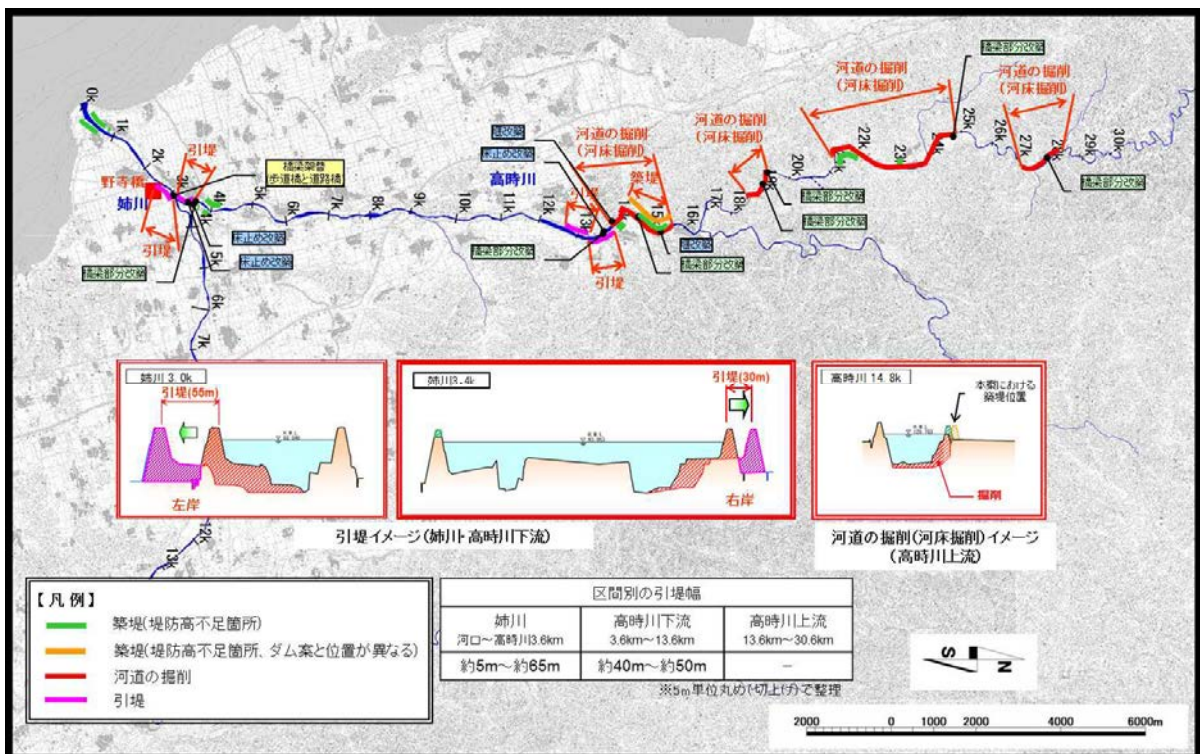 橋梁部分改築
河道の掘削
(河床掘削)
河道の掘削
(河床掘削)
河道の掘削
(河床掘削)
河道の掘削
(河床掘削)
0k
1k
2k
3k
4k
4k
5k
6k
7k
8k
9k
10k
11k
12k
13k
15k
16k
17k
18k
20k
22k
23k
24k
25k
26k
27k
29k
30k
引堤
橋梁架替
歩道橋と道路橋
高時川
堰改築
床止め改築
引堤
築堤
野寺橋
姉川
引堤
橋梁部分改築
床止め改築
床止め改築
5k
6k
7k
12k
13k
橋梁部分改築
引堤
堰改築
橋梁部分改築
橋梁部分改築
橋梁部分改築
橋梁部分改築
姉川 3.0k
引堤(55m)
左岸
姉川3.4k
引堤(30m)
右岸
高時川 14.8k
本案における
築堤位置
掘削
引堤イメージ(姉川・高時川下流)
河道の掘削(河床掘削)イメージ
(高時川上流)
【凡例】
築堤(堤防高不足箇所)
築堤(堤防高不足箇所、ダム案と位置が異なる)
河道の掘削
引堤
区間別の引堤幅
姉川 高時川下流 高時川上流
河口~高時川3.6km 3.6km~13.6km 13.6km~30.6km
約5m~約65m 約40m~約50m -
※5m単位丸め(切上げ)で整理
S N
2000 0 1000 2000 4000 6000m